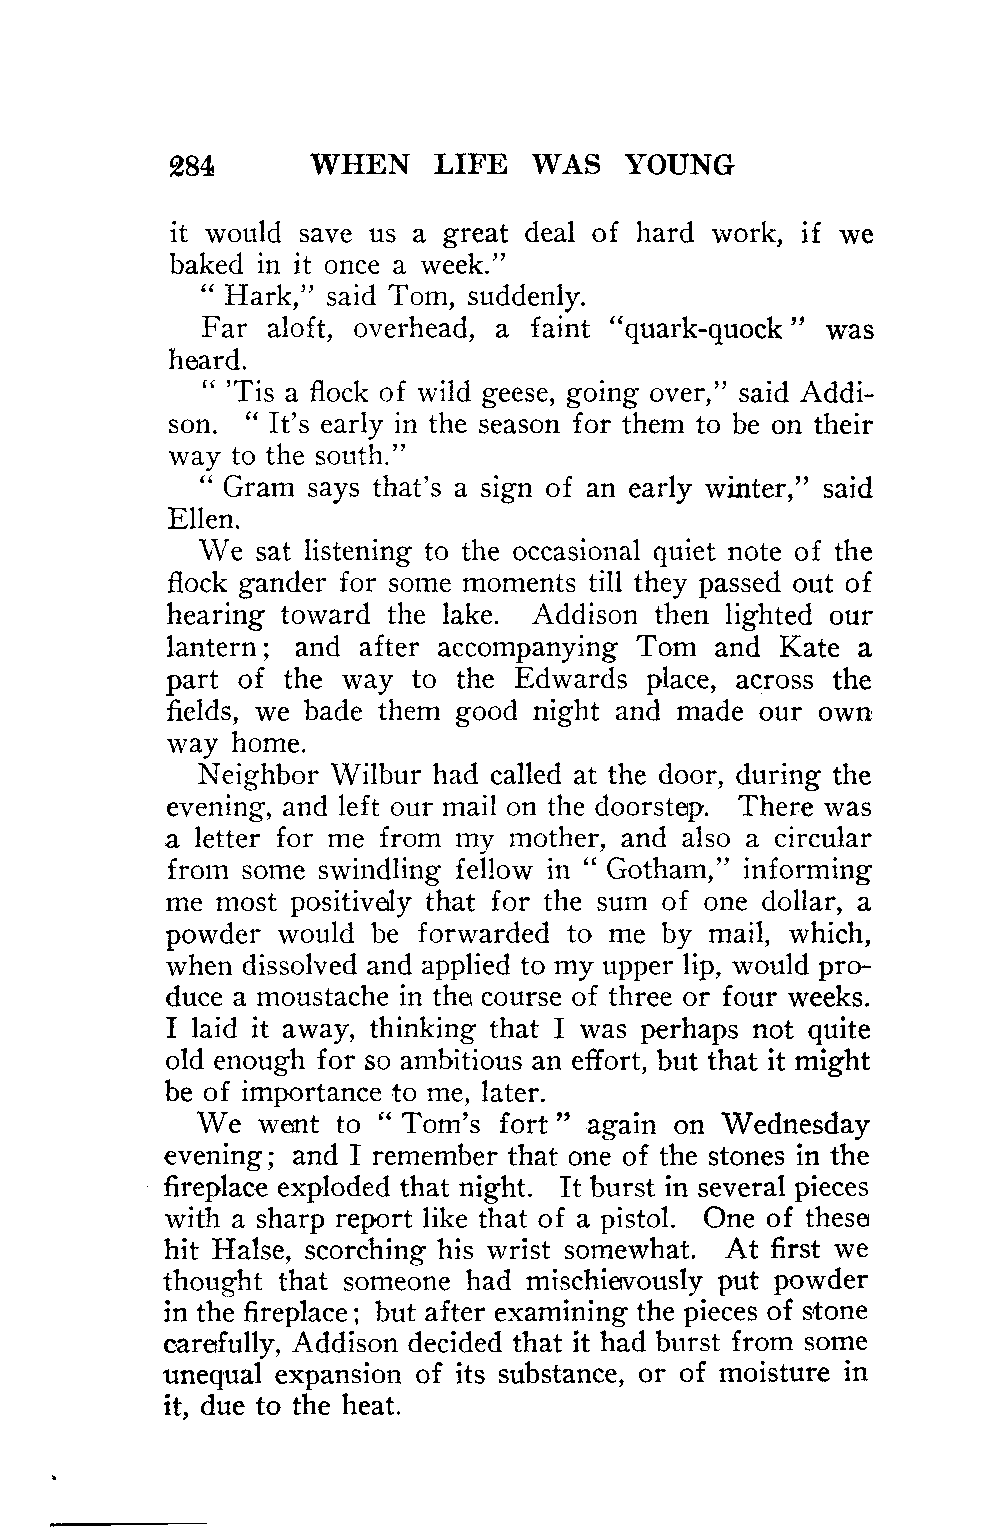 284 WHEN LIFE WAS YOUNG
it would save us a great deal of hard work, if we
baked in it once a week."
" Hark," said Tom, suddenly.
Far aloft, overhead, a faint "quark-quock " was
heard.
" 'Tis a flock of wild geese, going over," said Addi-
son. " It's early in the season for them to be on their
way to the south."
" Gram says that's a sign of an early winter," said
Ellen.
We sat listening to the occasional quiet note of the
flock gander for some moments till they passed out of
hearing toward the lake. Addison then lighted our
lantern; and after accompanying Tom and Kate a
part of the way to the Edwards place, across the
fields, we bade them good night and made our own
way home.
Neighbor Wilbur had called at the door, during the
evening, and left our mail on the doorstep. There was
a letter for me from my mother, and also a circular
from some swindling fellow in " Gotham," informing
me most positively that for the sum of one dollar, a
powder would be forwarded to me by mail, which,
when dissolved and applied to my upper lip, would pro-
duce a moustache in the course of three or four weeks.
I laid it away, thinking that I was perhaps not quite
old enough for so ambitious an effort, but that it might
be of importance to me, later.
We went to " Tom's fort " again on Wednesday
evening; and I remember that one of the stones in the
fireplace exploded that night. It burst in several pieces
with a sharp report like that of a pistol. One of these
hit Halse, scorching his wrist somewhat. At first we
thought that someone had mischievously put powder
in the fireplace; but after examining the pieces of stone
carefully, Addison decided that it had burst from some
unequal expansion of its substance, or of moisture in
it, due to the heat.